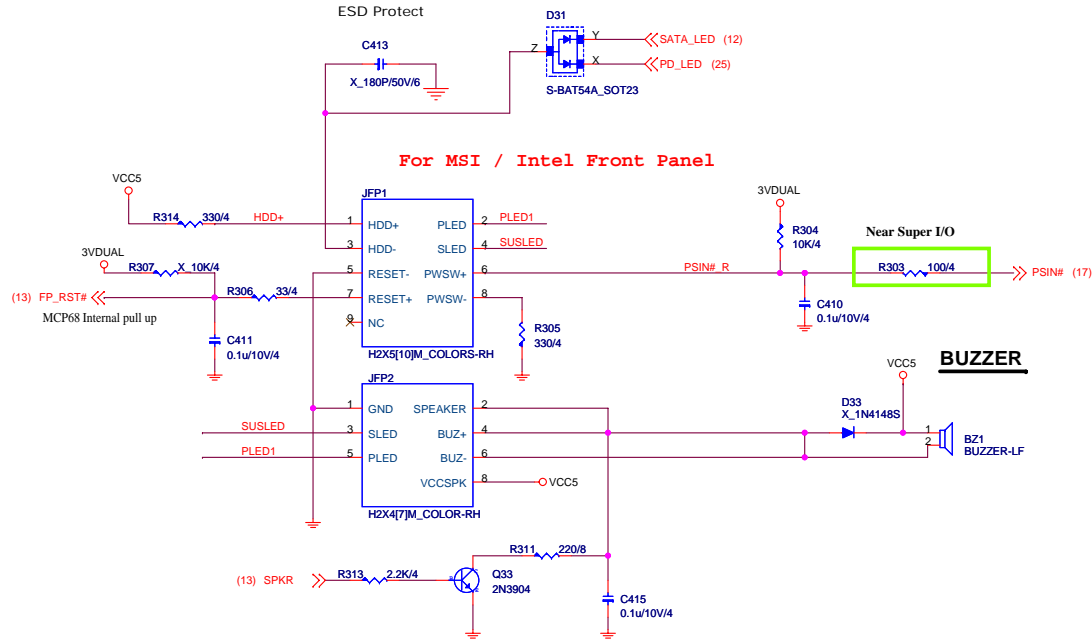 ESD Protect
D31
C413
X_180P/50V/6
Z
Y
X
SATA_LED (12)
PD_LED (25)
S-BAT54A_SOT23
For MSI / Intel Front Panel
VCC5
R314
330/4
HDD+
JFP1
1
HDD+
PLED
2
PLED1
3
HDD-
SLED
4
SUSLED
5
RESET-
PWSW+
6
PSIN#_R
7
RESET+
PWSW-
8
9
NC
H2X5[10]M_COLORS-RH
3VDUAL
R307
X_10K/4
(13) FP_RST#
R306
33/4
MCP68 Internal pull up
C411
0.1u/10V/4
R305
330/4
3VDUAL
R304
10K/4
Near Super I/O
R303
100/4
PSIN# (17)
C410
0.1u/10V/4
BUZZER
VCC5
JFP2
1
GND
SPEAKER
2
SUSLED
3
SLED
BUZ+
4
PLED1
5
PLED
BUZ-
6
VCCSPK
8
VCC5
H2X4[7]M_COLOR-RH
D33
X_1N4148S
1
2
BZ1
BUZZER-LF
R311
220/8
(13) SPKR
R313
2.2K/4
Q33
2N3904
C415
0.1u/10V/4